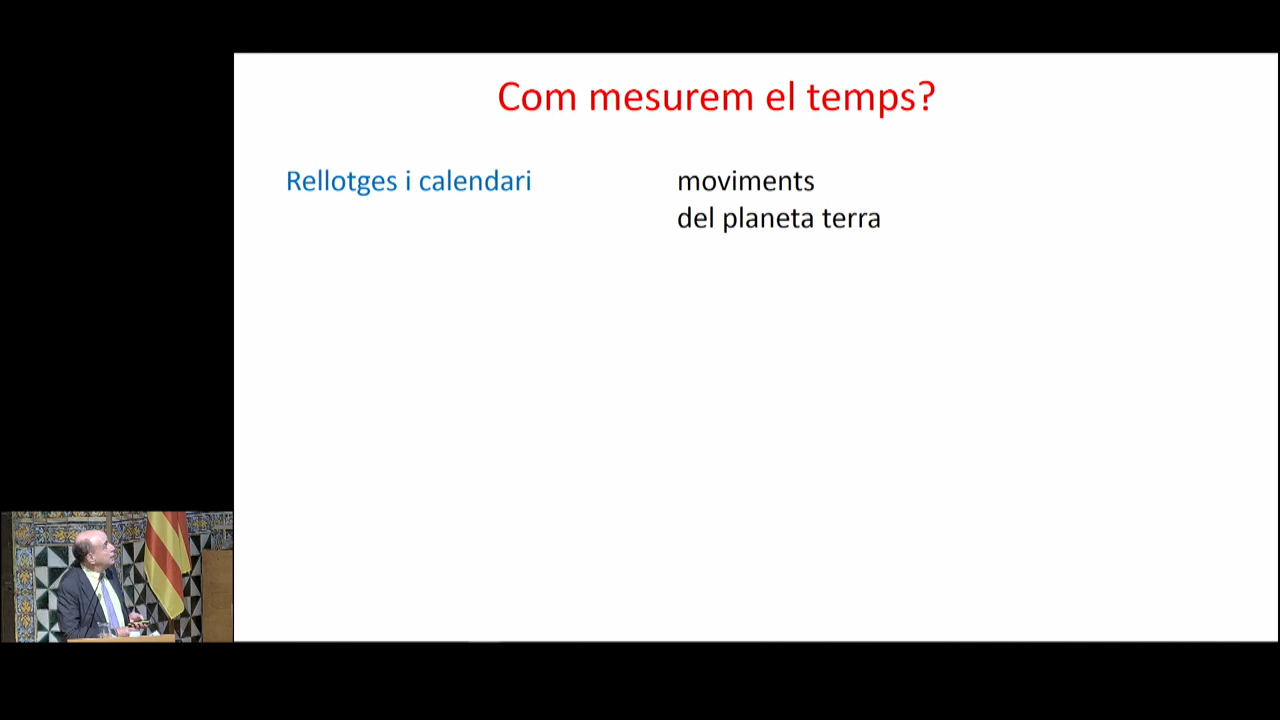 Com mesurem el temps?
Rellotges i calendari
moviments
del planeta terra